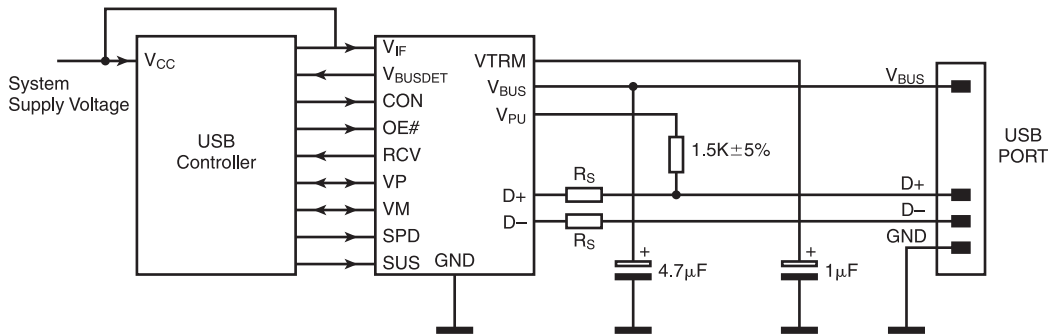 System
Supply Voltage
VCC
USB
Controller
VIF
VBUSDET
CON
OE#
RCV
VP
VM
SPD
SUS
GND
VTRM
VBUS
VPU
D+
D−
RS
RS
1.5K±5%
+
4.7µF
+
1µF
VBUS
D+
D−
GND
USB
PORT